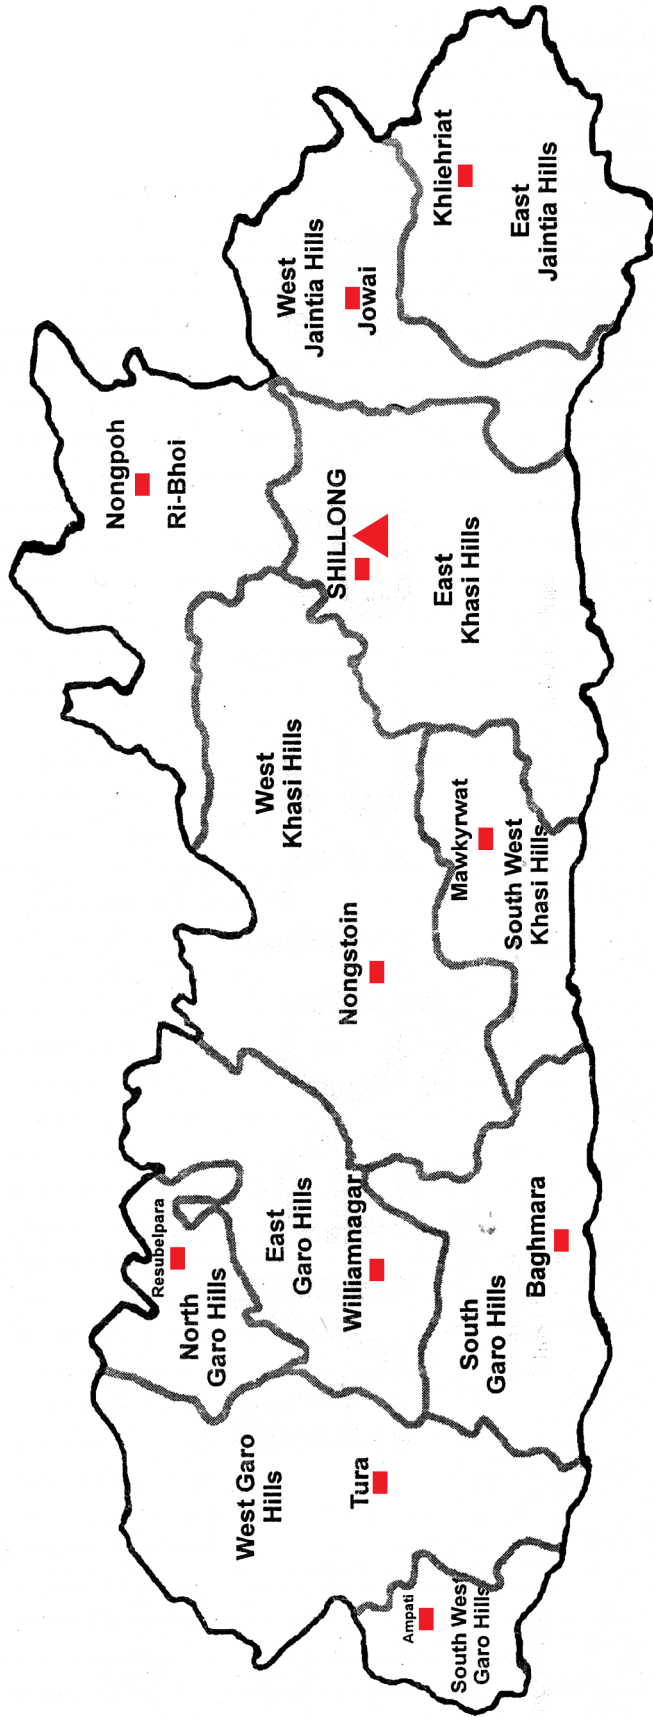 South West
Garo Hills
Ampati
West Garo
Hills
Tura
North
Garo Hills
Resubelpara
East
Garo Hills
Williamnagar
South
Garo Hills
Baghmara
West
Khasi Hills
Nongstoin
Mawkyrwat
South West
Khasi Hills
Nongpoh
Ri-Bhoi
SHILLONG
East
Khasi Hills
West
Jaintia Hills
Jowai
Khliehriat
East
Jaintia Hills